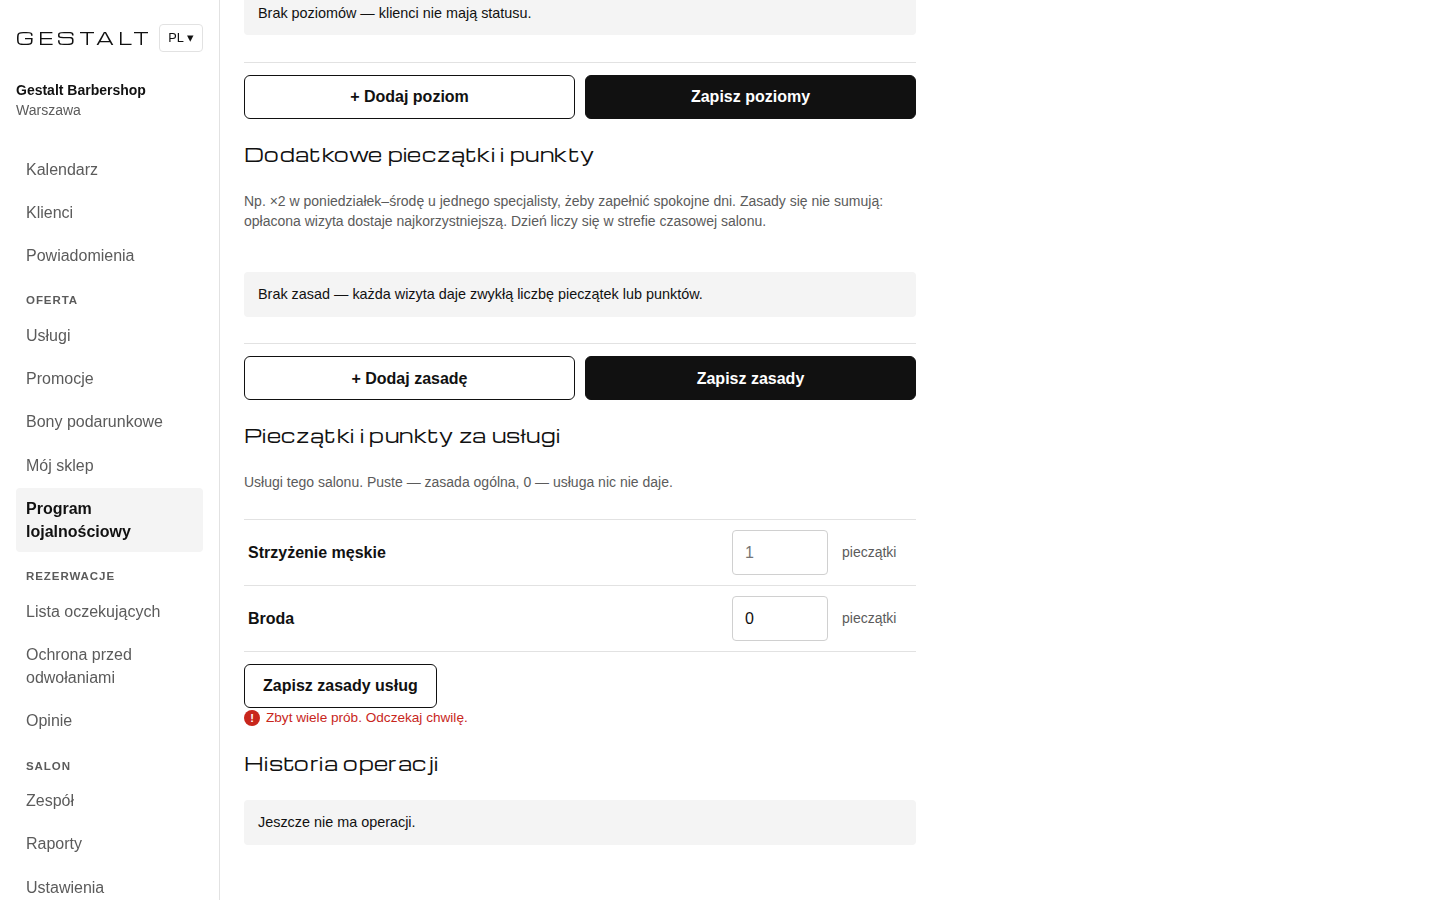 GESTALT
PL ▾
Gestalt Barbershop
Warszawa
Kalendarz
Klienci
Powiadomienia
OFERTA
Usługi
Promocje
Bony podarunkowe
Mój sklep
Program
lojalnościowy
REZERWACJE
Lista oczekujących
Ochrona przed
odwołaniami
Opinie
SALON
Zespół
Raporty
Ustawienia
Brak poziomów — klienci nie mają statusu.
+ Dodaj poziom
Zapisz poziomy
Dodatkowe pieczątki i punkty
Np. ×2 w poniedziałek–środę u jednego specjalisty, żeby zapełnić spokojne dni. Zasady się nie sumują:
opłacona wizyta dostaje najkorzystniejszą. Dzień liczy się w strefie czasowej salonu.
Brak zasad — każda wizyta daje zwykłą liczbę pieczątek lub punktów.
+ Dodaj zasadę
Zapisz zasady
Pieczątki i punkty za usługi
Usługi tego salonu. Puste — zasada ogólna, 0 — usługa nic nie daje.
Strzyżenie męskie
1
pieczątki
Broda
0
pieczątki
Zapisz zasady usług
! Zbyt wiele prób. Odczekaj chwilę.
Historia operacji
Jeszcze nie ma operacji.